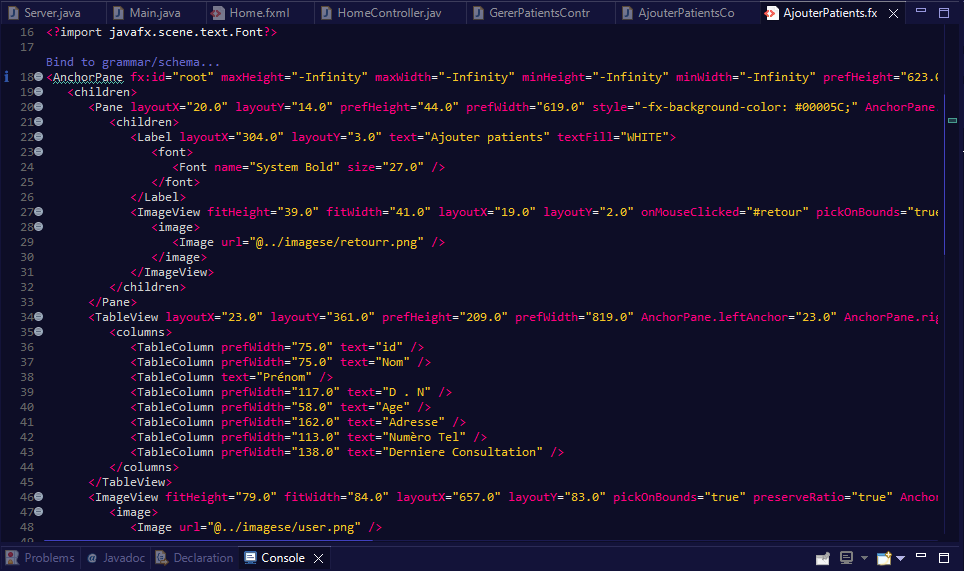 Server.java Main.java Home.fxml HomeController.jav GererPatientsContr AjouterPatientsCo AjouterPatients.fx
16 <?import javafx.scene.text.Font?>
17
Bind to grammar/schema...
18 <AnchorPane fx:id="root" maxHeight="-Infinity" maxWidth="-Infinity" minHeight="-Infinity" minWidth="-Infinity" prefHeight="623.0
19 <children>
20 <Pane layoutX="20.0" layoutY="14.0" prefHeight="44.0" prefWidth="619.0" style="-fx-background-color: #00005C;" AnchorPane
21 <children>
22 <Label layoutX="304.0" layoutY="3.0" text="Ajouter patients" textFill="WHITE">
23 <font>
24 <Font name="System Bold" size="27.0" />
25 </font>
26 </Label>
27 <ImageView fitHeight="39.0" fitWidth="41.0" layoutX="19.0" layoutY="2.0" onMouseClicked="#retour" pickOnBounds="true
28 <image>
29 <Image url="@../imagese/retourr.png" />
30 </image>
31 </ImageView>
32 </children>
33 </Pane>
34 <TableView layoutX="23.0" layoutY="361.0" prefHeight="209.0" prefWidth="819.0" AnchorPane.leftAnchor="23.0" AnchorPane.rig
35 <columns>
36 <TableColumn prefWidth="75.0" text="id" />
37 <TableColumn prefWidth="75.0" text="Nom" />
38 <TableColumn text="Prénom" />
39 <TableColumn prefWidth="117.0" text="D . N" />
40 <TableColumn prefWidth="58.0" text="Age" />
41 <TableColumn prefWidth="162.0" text="Adresse" />
42 <TableColumn prefWidth="113.0" text="Numèro Tel" />
43 <TableColumn prefWidth="138.0" text="Derniere Consultation" />
44 </columns>
45 </TableView>
46 <ImageView fitHeight="79.0" fitWidth="84.0" layoutX="657.0" layoutY="83.0" pickOnBounds="true" preserveRatio="true" Anchor
47 <image>
48 <Image url="@../imagese/user.png" />
Problems Javadoc Declaration Console